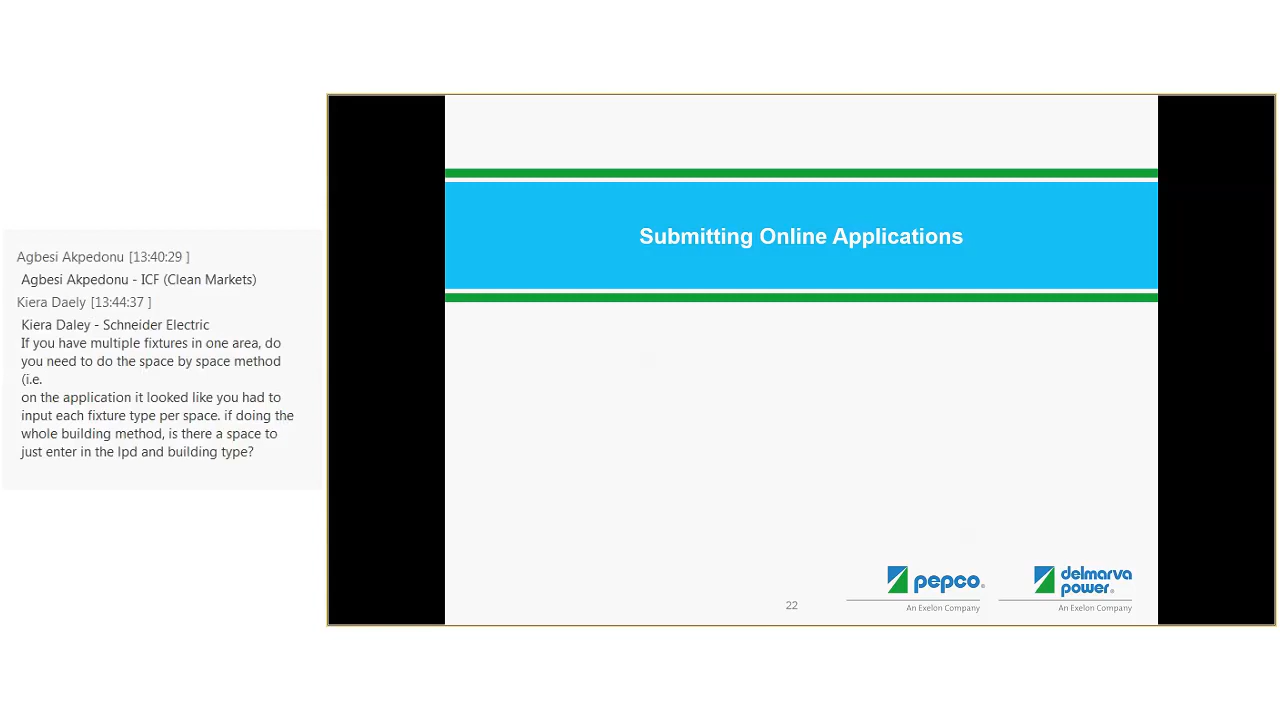 Agbesi Akpedonu [13:40:29 ]
Agbesi Akpedonu - ICF (Clean Markets)
Kiera Daely [13:44:37 ]
Kiera Daley - Schneider Electric
If you have multiple fixtures in one area, do
you need to do the space by space method
(i.e.
on the application it looked like you had to
input each fixture type per space. if doing the
whole building method, is there a space to
just enter in the lpd and building type?
Submitting Online Applications
22
pepco®
An Exelon Company
delmarva
power®
An Exelon Company